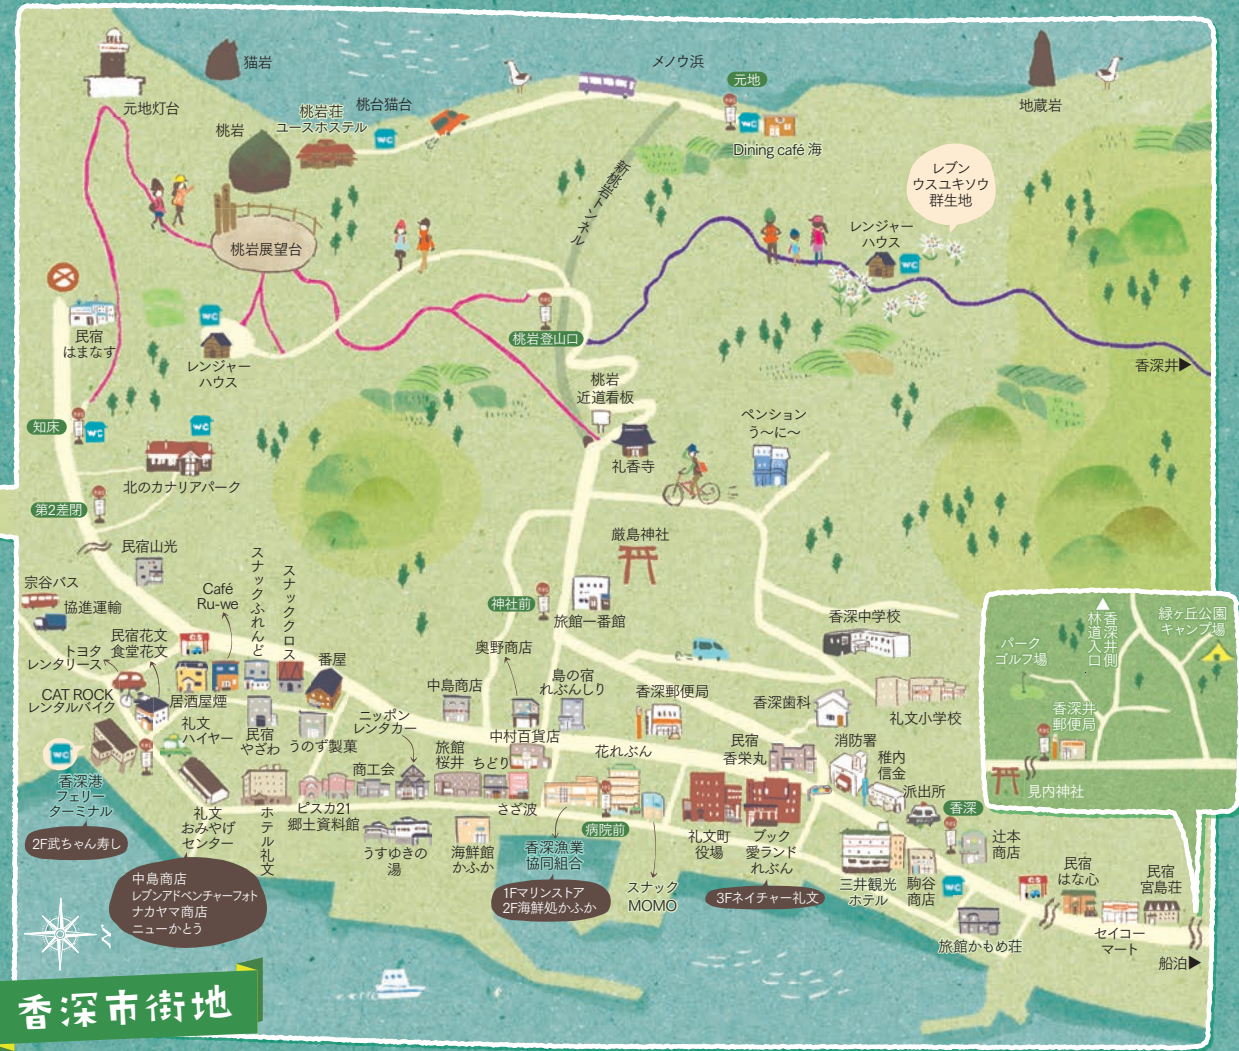 元地灯台
猫岩
桃岩
桃岩荘
ユースホステル
桃台猫台
メノウ浜
元地
Dining café 海
地蔵岩
新桃岩トンネル
レブン
ウスユキソウ
群生地
レンジャー
ハウス
WC
桃岩展望台
民宿
はまなす
レンジャー
ハウス
WC
桃岩登山口
香深井▶
桃岩
近道看板
礼香寺
ペンション
う〜に〜
知床
WC
北のカナリアパーク
第2差閉
民宿山光
厳島神社
神社前
旅館一番館
香深中学校
宗谷バス
協進運輸
Café
Ru-we
スナックふれんど
スナッククロス
民宿花文
食堂花文
トヨタ
レンタリース
GS
番屋
CAT ROCK
レンタルバイク
居酒屋煙
礼文
ハイヤー
民宿
やざわ
うのず製菓
ニッポン
レンタカー
中島商店
奥野商店
島の宿
れぶんしり
香深郵便局
香深歯科
礼文小学校
中村百貨店
旅館
桜井
ちどり
商工会
花れぶん
民宿
香栄丸
消防署
稚内
信金
派出所
香深
WC
香深港
フェリー
ターミナル
2F武ちゃん寿し
礼文
おみやげ
センター
ホテル礼文
ピスカ21
郷土資料館
うすゆきの
湯
海鮮館
かふか
さざ波
香深漁業
協同組合
病院前
スナック
MOMO
礼文町
役場
ブック
愛ランド
れぶん
3Fネイチャー礼文
三井観光
ホテル
駒谷
商店
WC
辻本
商店
GS
民宿
はな心
民宿
宮島荘
セイコー
マート
旅館かもめ荘
船泊▶
中島商店
レブンアドベンチャーフォト
ナカヤマ商店
ニューかとう
1Fマリンストア
2F海鮮処かふか
パーク
ゴルフ場
香深井側
林道入口
緑ヶ丘公園
キャンプ場
香深井
郵便局
見内神社
香深市街地